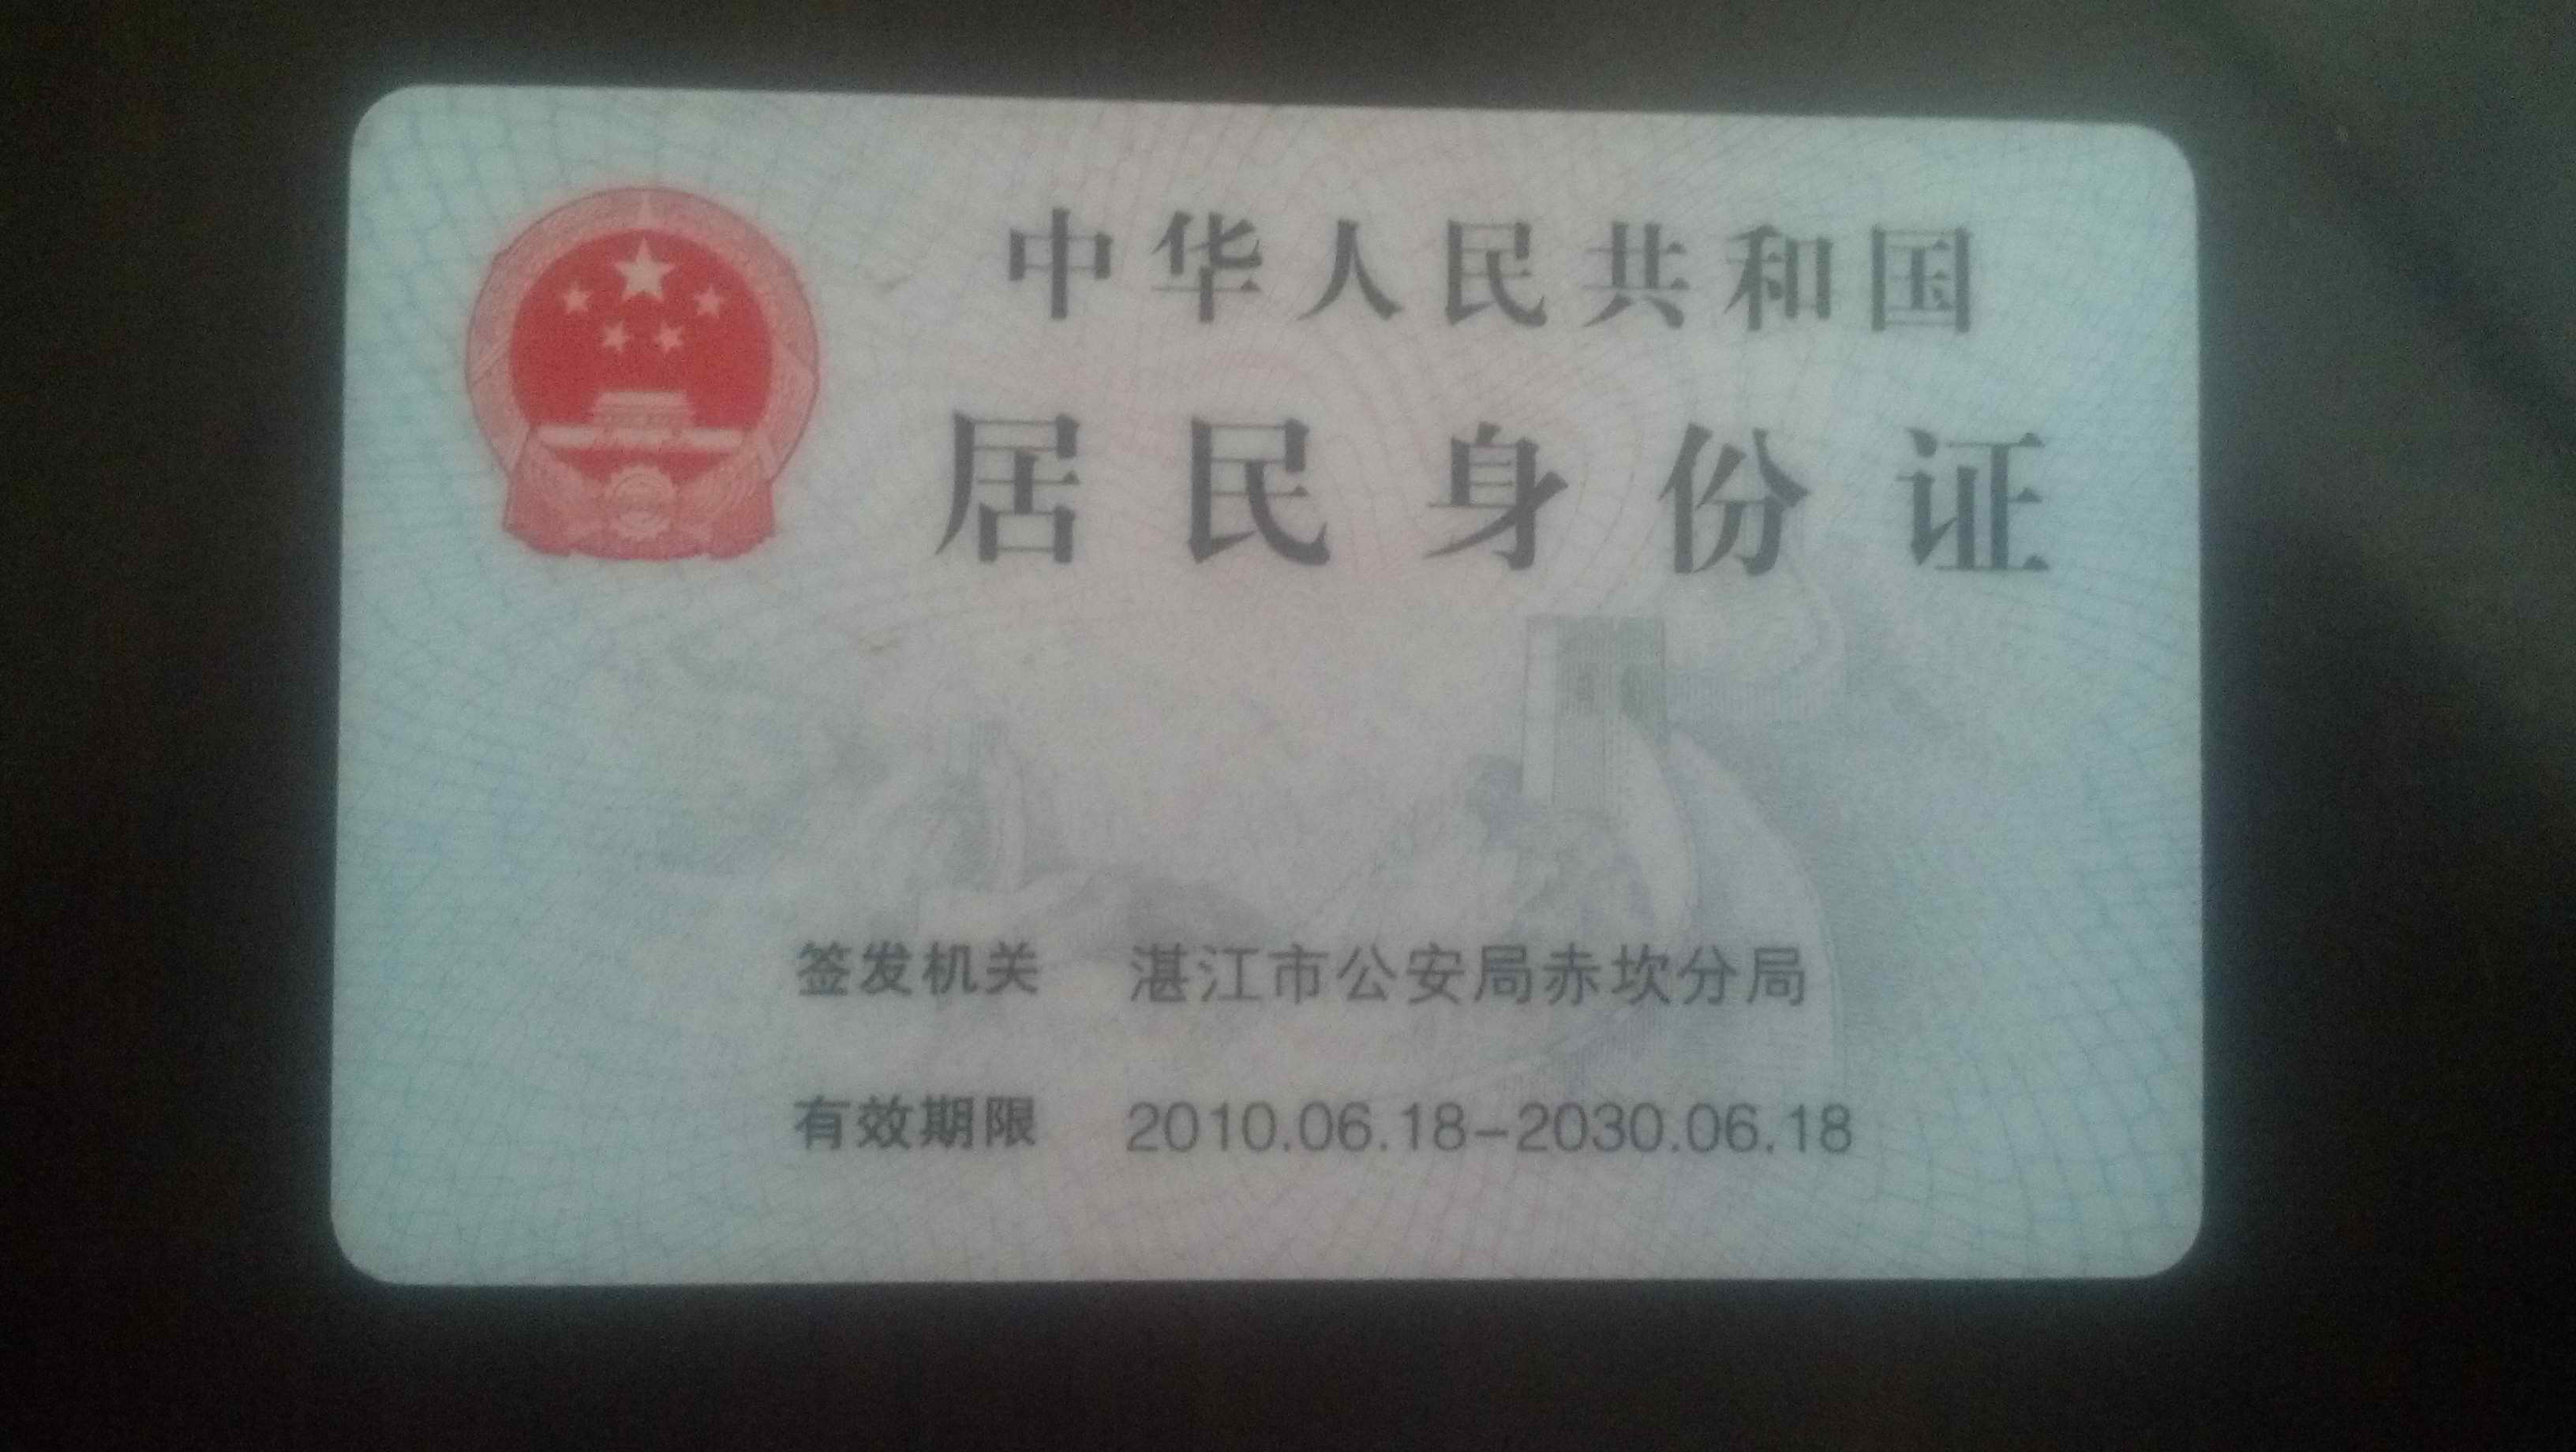 中华人民共和国
居民身份证
签发机关 湛江市公安局赤坎分局
有效期限 2010.06.18-2030.06.18